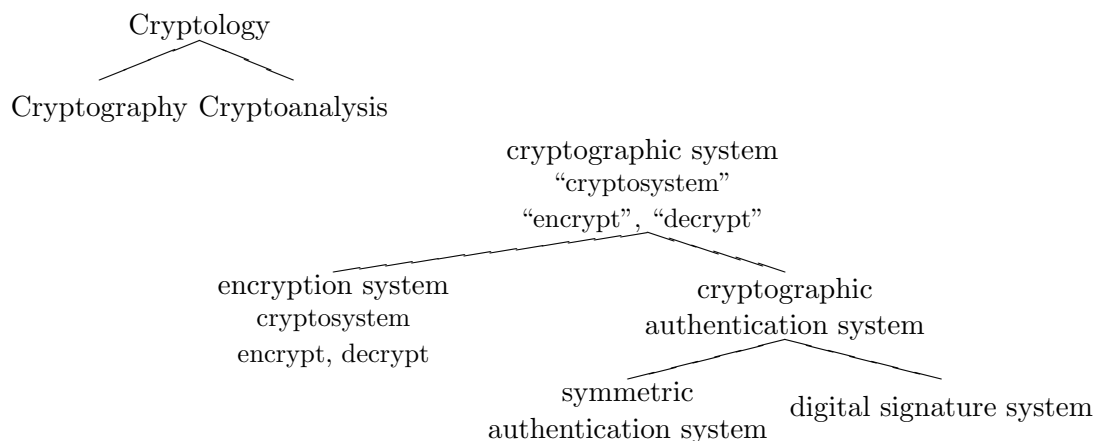 Cryptology
Cryptography Cryptoanalysis
cryptographic system
“cryptosystem”
“encrypt”, “decrypt”
encryption system
cryptosystem
encrypt, decrypt
cryptographic
authentication system
symmetric
authentication system
digital signature system